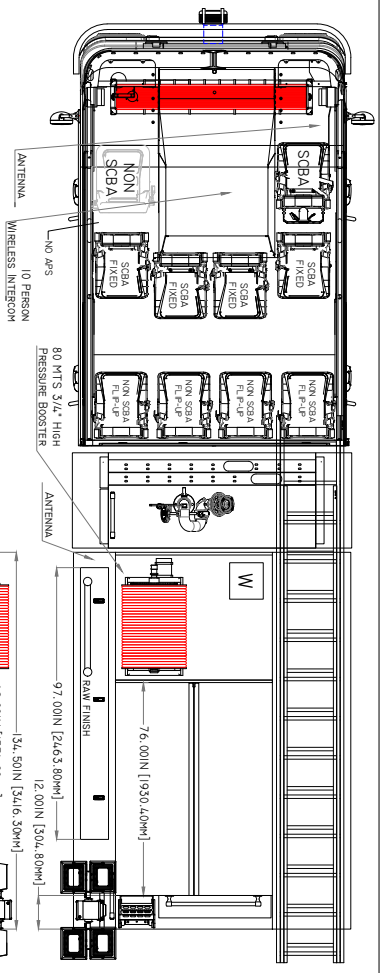 ANTENNA
NON
SCBA
SCBA
NO APS
10 PERSON
WIRELESS INTERCOM
SCBA
FIXED
SCBA
FIXED
SCBA
FIXED
SCBA
FIXED
NON SCBA
FLIP-UP
NON SCBA
FLIP-UP
NON SCBA
FLIP-UP
NON SCBA
FLIP-UP
80 MTS 3/4" HIGH
PRESSURE BOOSTER
ANTENNA
W
RAW FINISH
76.00IN [1930.40MM]
97.00IN [2463.80MM]
12.00IN [304.80MM]
134.50IN [3416.30MM]